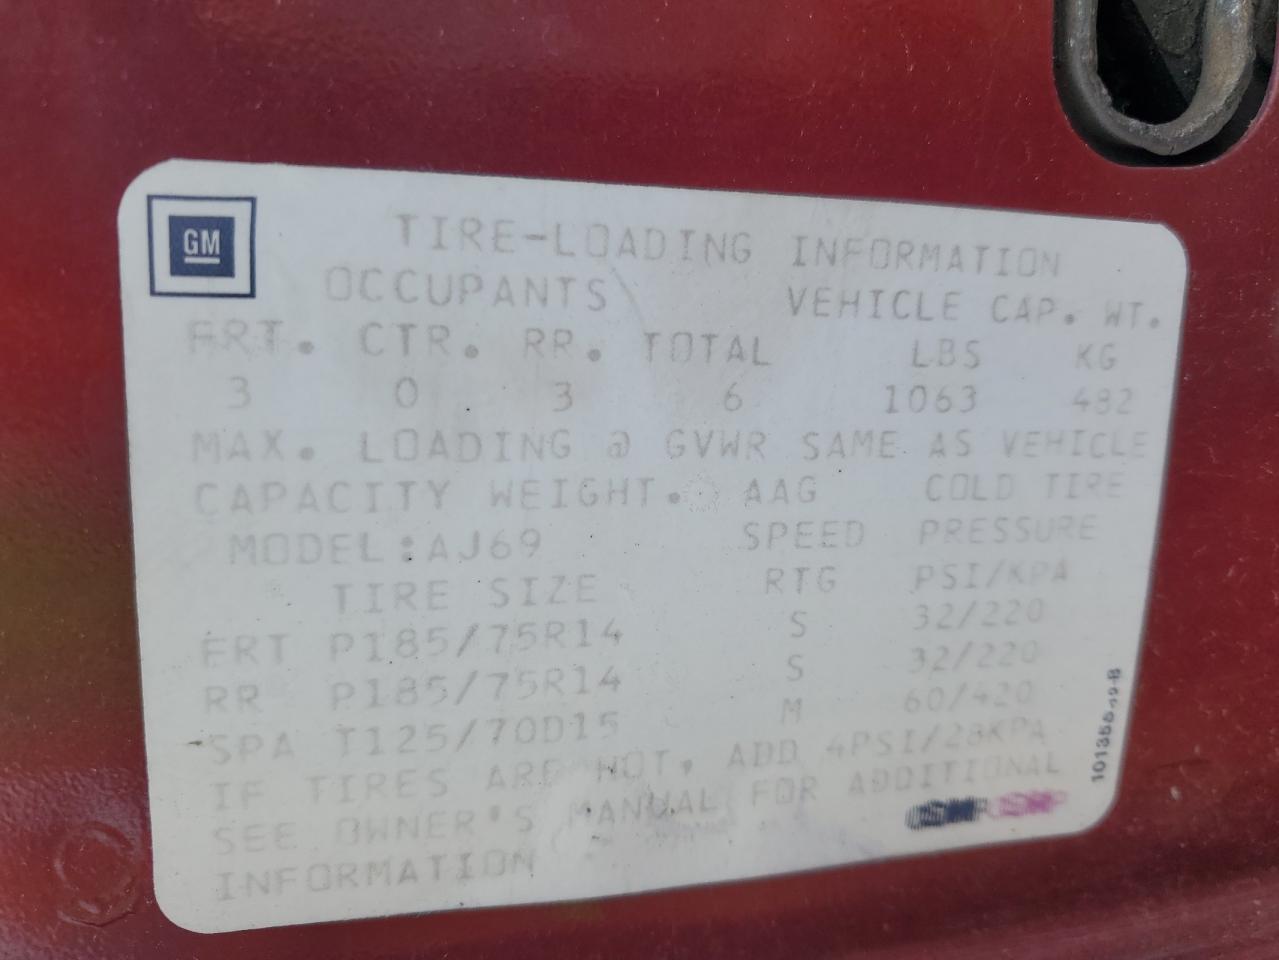 GM
TIRE-LOADING INFORMATION
OCCUPANTS VEHICLE CAP. WT.
FRT. CTR. RR. TOTAL LBS KG
3 0 3 6 1063 482
MAX. LOADING @ GVWR SAME AS VEHICLE
CAPACITY WEIGHT. AAG COLD TIRE
MODEL:AJ69 SPEED PRESSURE
TIRE SIZE RTG PSI/KPA
FRT P185/75R14 S 32/220
RR P185/75R14 S 32/220
SPA T125/70D15 M 60/420
IF TIRES ARE HOT, ADD 4PSI/28KPA
SEE OWNER'S MANUAL FOR ADDITIONAL
INFORMATION